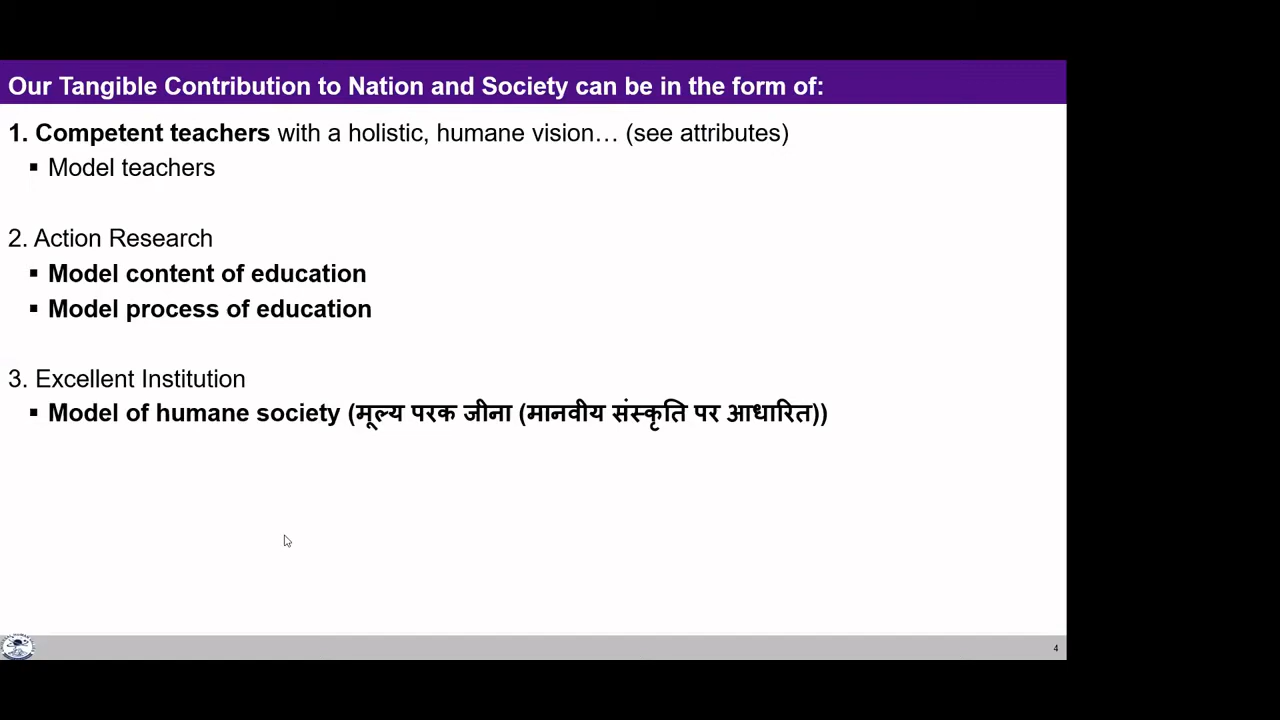 Our Tangible Contribution to Nation and Society can be in the form of:
1. Competent teachers with a holistic, humane vision… (see attributes)
▪ Model teachers
2. Action Research
▪ Model content of education
▪ Model process of education
3. Excellent Institution
▪ Model of humane society (मूल्य परक जीना (मानवीय संस्कृति पर आधारित))
4